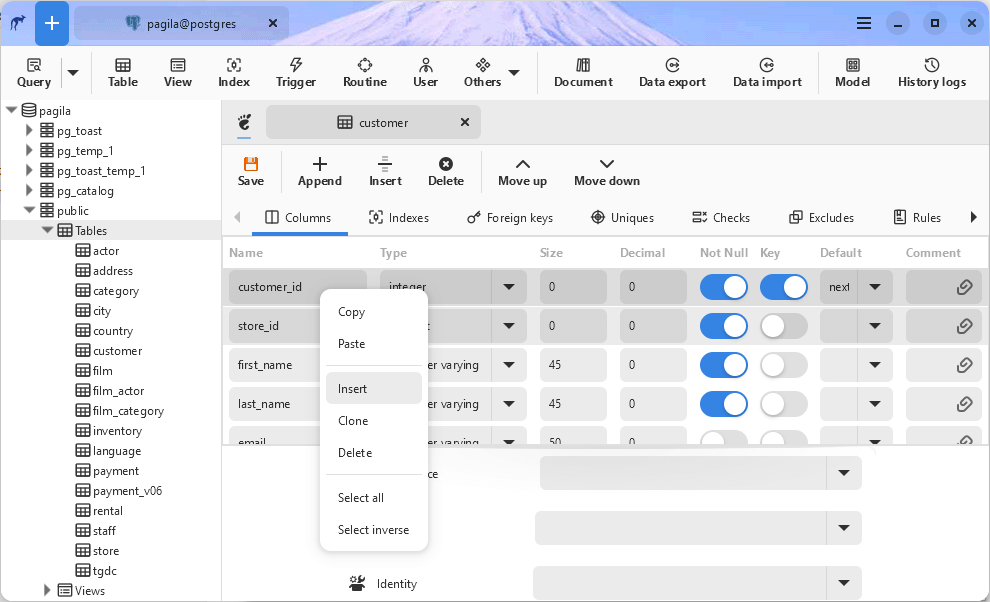 pagila@postgres
Query Table View Index Trigger Routine User Others Document Data export Data import Model History logs
pagila
pg_toast
pg_temp_1
pg_toast_temp_1
pg_catalog
public
Tables
actor
address
category
city
country
customer
film
film_actor
film_category
inventory
language
payment
payment_v06
rental
staff
store
tgdc
Views
customer
Save Append Insert Delete Move up Move down
Columns Indexes Foreign keys Uniques Checks Excludes Rules
Name Type Size Decimal Not Null Key Default Comment
customer_id integer 0 0 next
store_id t 0 0
first_name er varying 45 0
last_name er varying 45 0
email er varying 50 0
Copy
Paste
Insert
Clone
Delete
Select all
Select inverse
ce
Identity